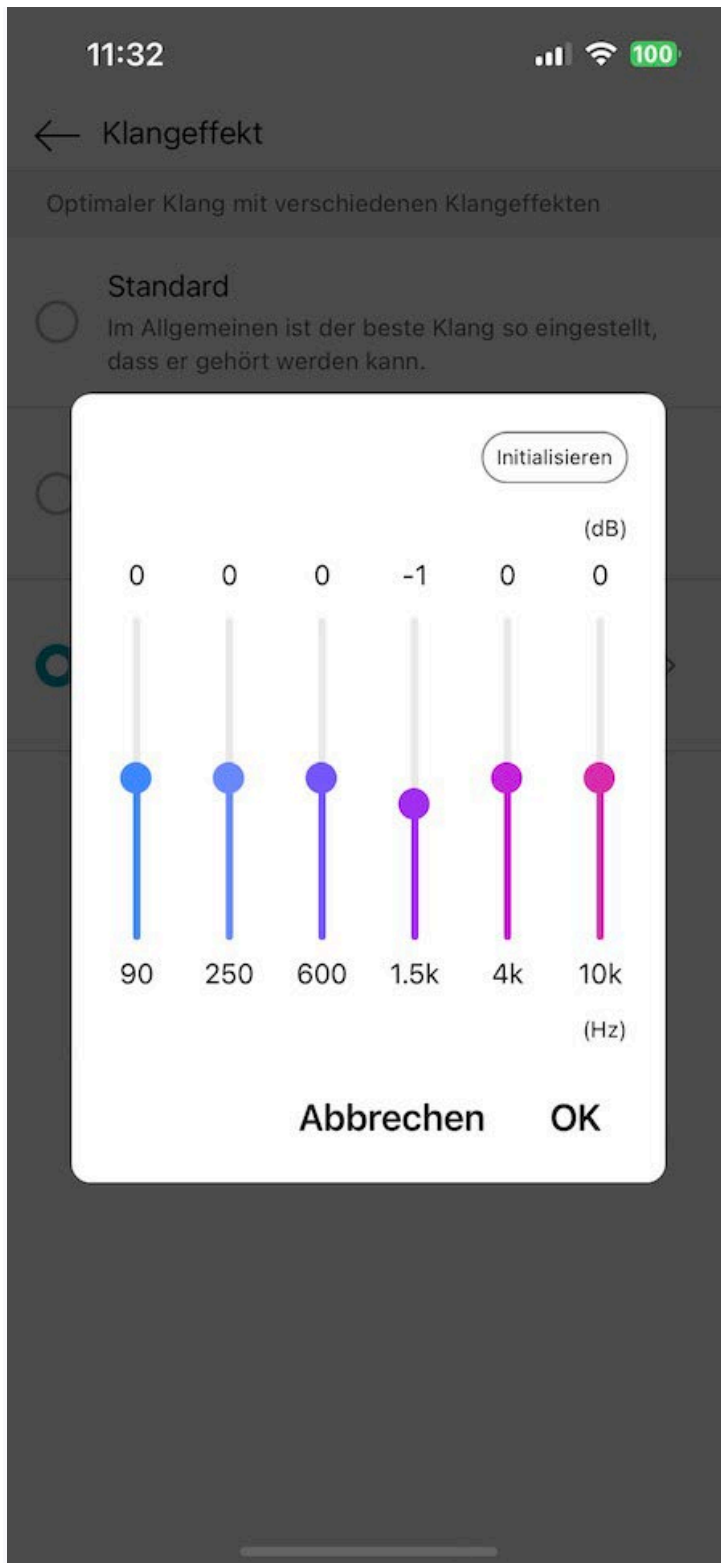 11:32
100
Klangeffekt
Optimaler Klang mit verschiedenen Klangeffekten
Standard
Im Allgemeinen ist der beste Klang so eingestellt,
dass er gehört werden kann.
Initialisieren
(dB)
0 0 0 -1 0 0
90 250 600 1.5k 4k 10k
(Hz)
Abbrechen OK